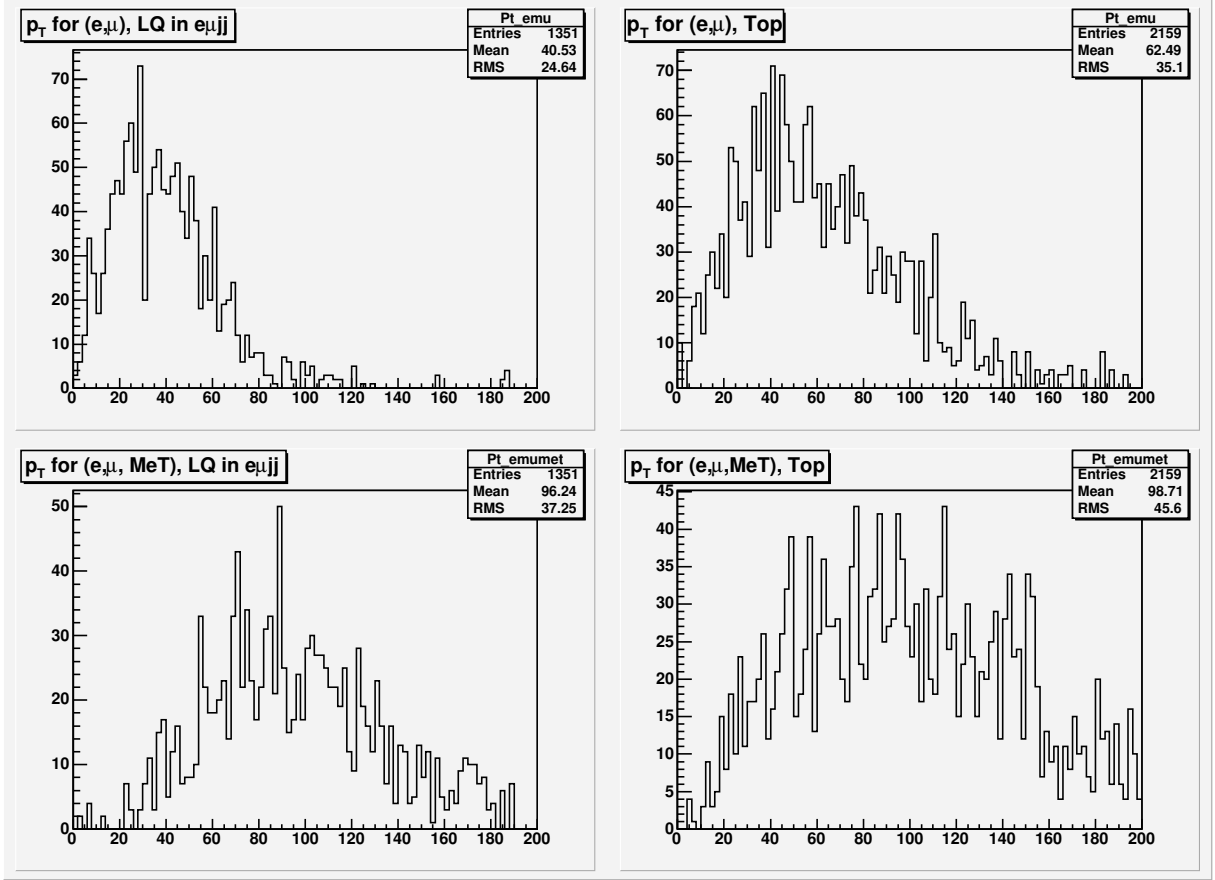 p_T for (e,μ), LQ in eμjj
Pt_emu
Entries 1351
Mean 40.53
RMS 24.64
70
60
50
40
30
20
10
0
0 20 40 60 80 100 120 140 160 180 200
p_T for (e,μ), Top
Pt_emu
Entries 2159
Mean 62.49
RMS 35.1
70
60
50
40
30
20
10
0
0 20 40 60 80 100 120 140 160 180 200
p_T for (e,μ, MeT), LQ in eμjj
Pt_emumet
Entries 1351
Mean 96.24
RMS 37.25
50
40
30
20
10
0
0 20 40 60 80 100 120 140 160 180 200
p_T for (e,μ,MeT), Top
Pt_emumet
Entries 2159
Mean 98.71
RMS 45.6
45
40
35
30
25
20
15
10
5
0
0 20 40 60 80 100 120 140 160 180 200